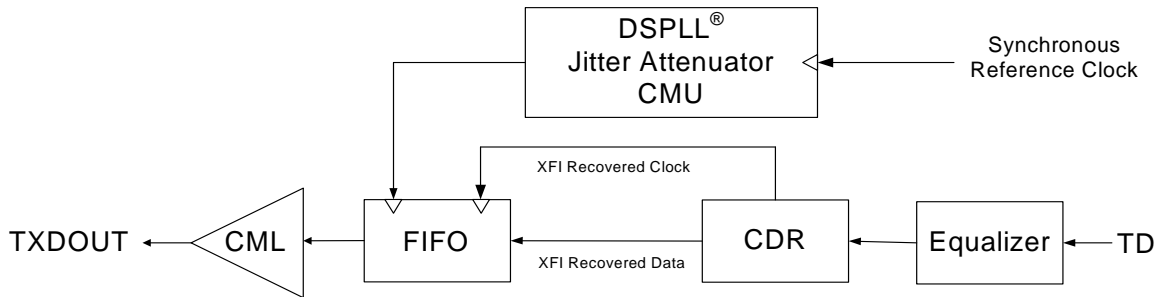 DSPLL®
Jitter Attenuator
CMU
Synchronous
Reference Clock
XFI Recovered Clock
TXDOUT
CML
FIFO
XFI Recovered Data
CDR
Equalizer
TD